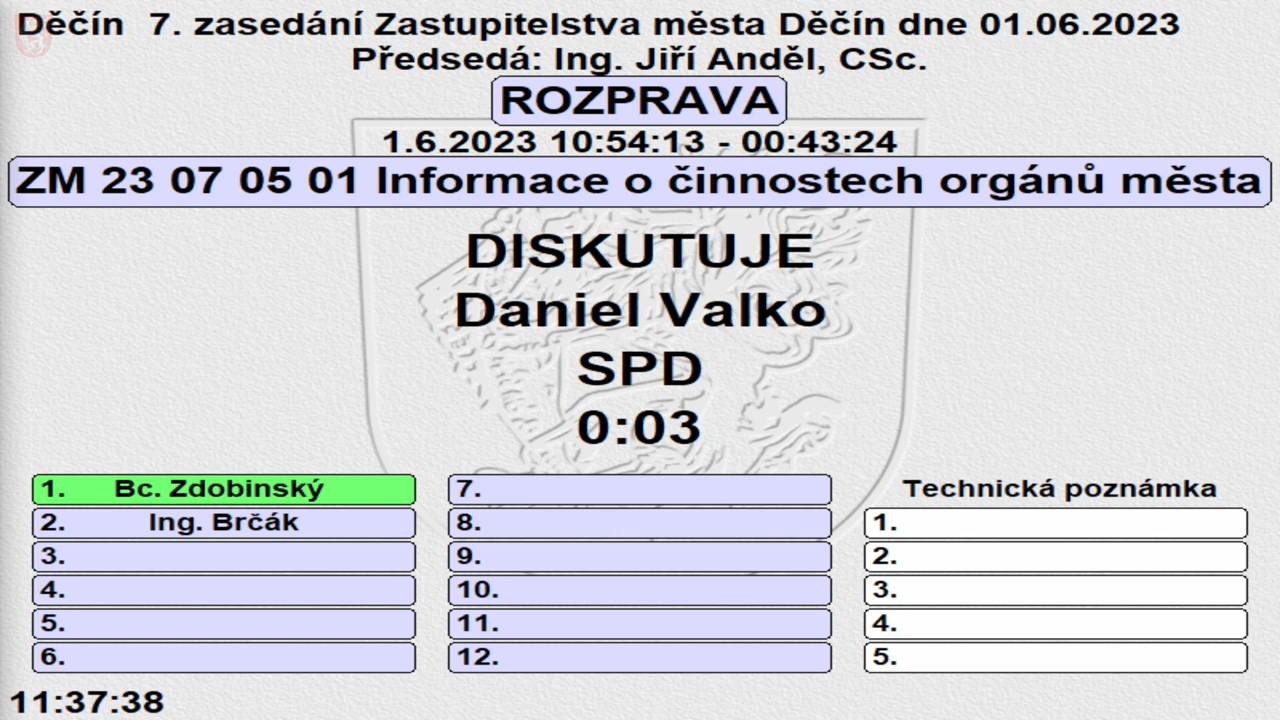 Děčín 7. zasedání Zastupitelstva města Děčín dne 01.06.2023
Předsedá: Ing. Jiří Anděl, CSc.
ROZPRAVA
1.6.2023 10:54:13 - 00:43:24
ZM 23 07 05 01 Informace o činnostech orgánů města
DISKUTUJE
Daniel Valko
SPD
0:03
1. Bc. Zdobinský
2. Ing. Brčák
3.
4.
5.
6.
7.
8.
9.
10.
11.
12.
Technická poznámka
1.
2.
3.
4.
5.
11:37:38